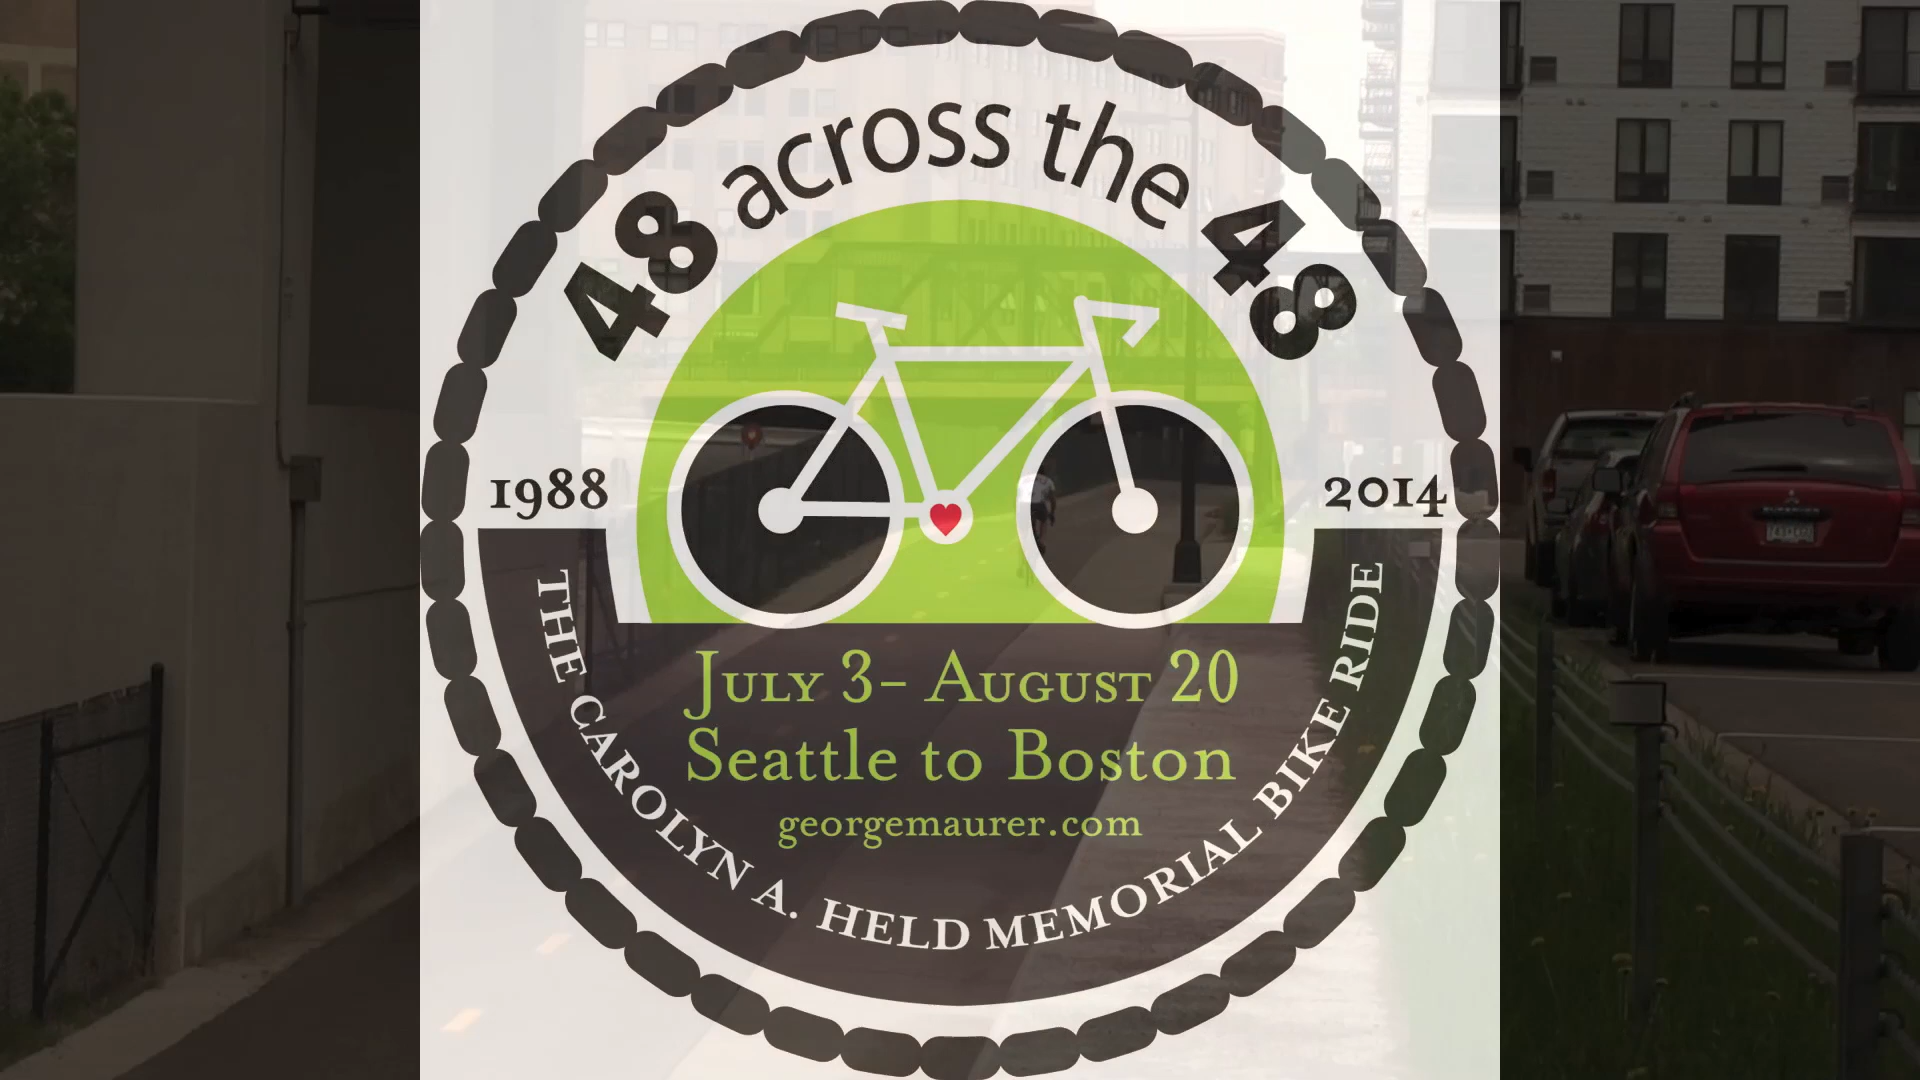 48 across the 48
1988
2014
July 3– August 20
Seattle to Boston
georgemaurer.com
THE CAROLYN A. HELD MEMORIAL BIKE RIDE